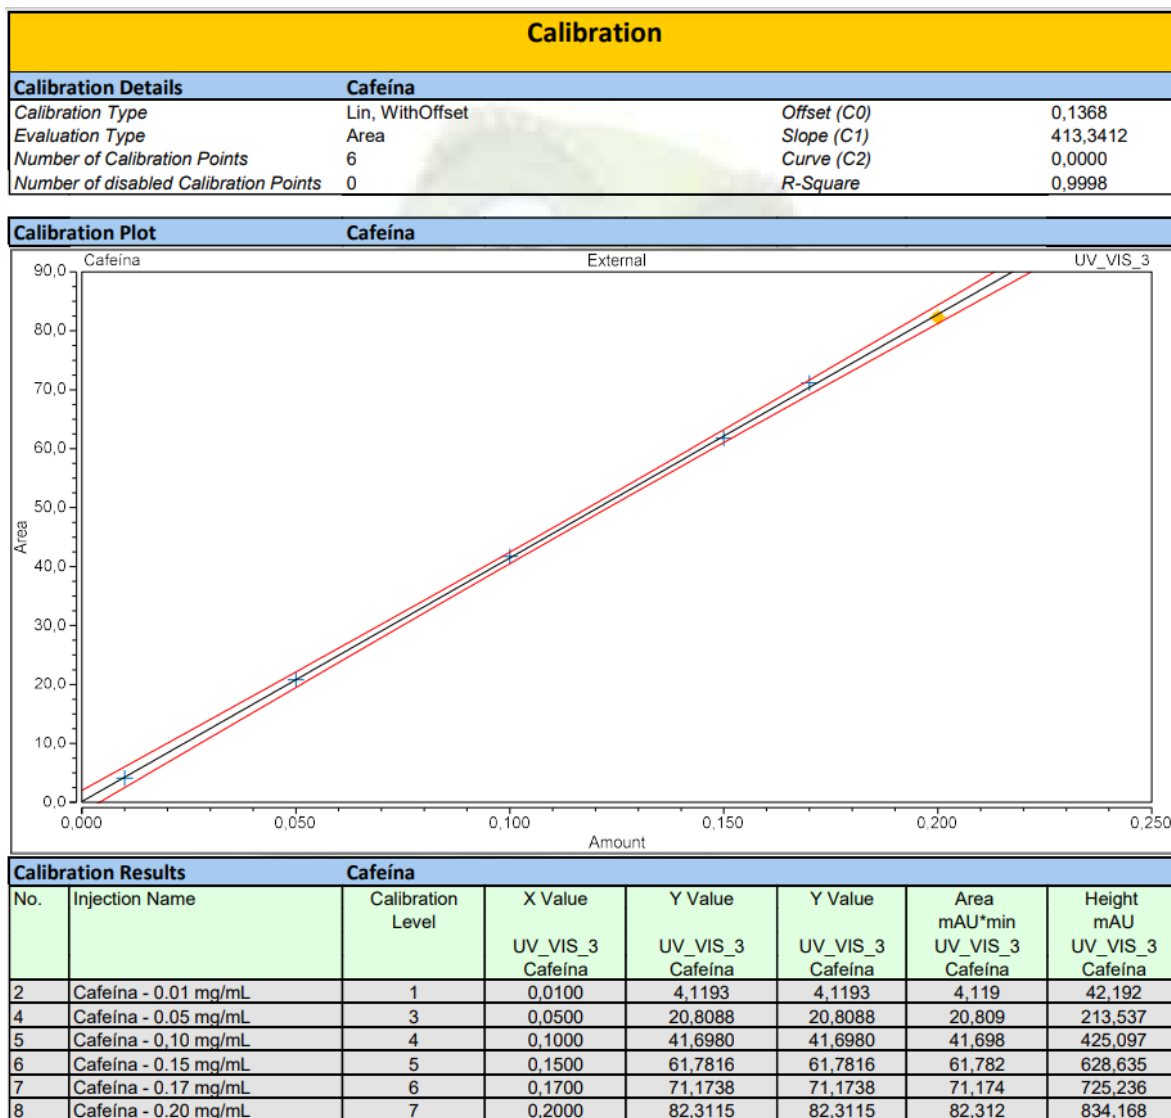 Calibration
Calibration Details Cafeína
Calibration Type Lin, WithOffset Offset (C0) 0,1368
Evaluation Type Area Slope (C1) 413,3412
Number of Calibration Points 6 Curve (C2) 0,0000
Number of disabled Calibration Points 0 R-Square 0,9998
Calibration Plot Cafeína
Cafeína External UV_VIS_3
90,0
80,0
70,0
60,0
50,0
40,0
30,0
20,0
10,0
0,0
Area
0,000 0,050 0,100 0,150 0,200 0,250
Amount
Calibration Results Cafeína
No. Injection Name Calibration X Value Y Value Y Value Area Height
Level mAU*min mAU
UV_VIS_3 UV_VIS_3 UV_VIS_3 UV_VIS_3 UV_VIS_3
Cafeína Cafeína Cafeína Cafeína Cafeína
2 Cafeína - 0.01 mg/mL 1 0,0100 4,1193 4,1193 4,119 42,192
4 Cafeína - 0.05 mg/mL 3 0,0500 20,8088 20,8088 20,809 213,537
5 Cafeína - 0,10 mg/mL 4 0,1000 41,6980 41,6980 41,698 425,097
6 Cafeína - 0.15 mg/mL 5 0,1500 61,7816 61,7816 61,782 628,635
7 Cafeína - 0.17 mg/mL 6 0,1700 71,1738 71,1738 71,174 725,236
8 Cafeína - 0.20 mg/mL 7 0,2000 82,3115 82,3115 82,312 834,168